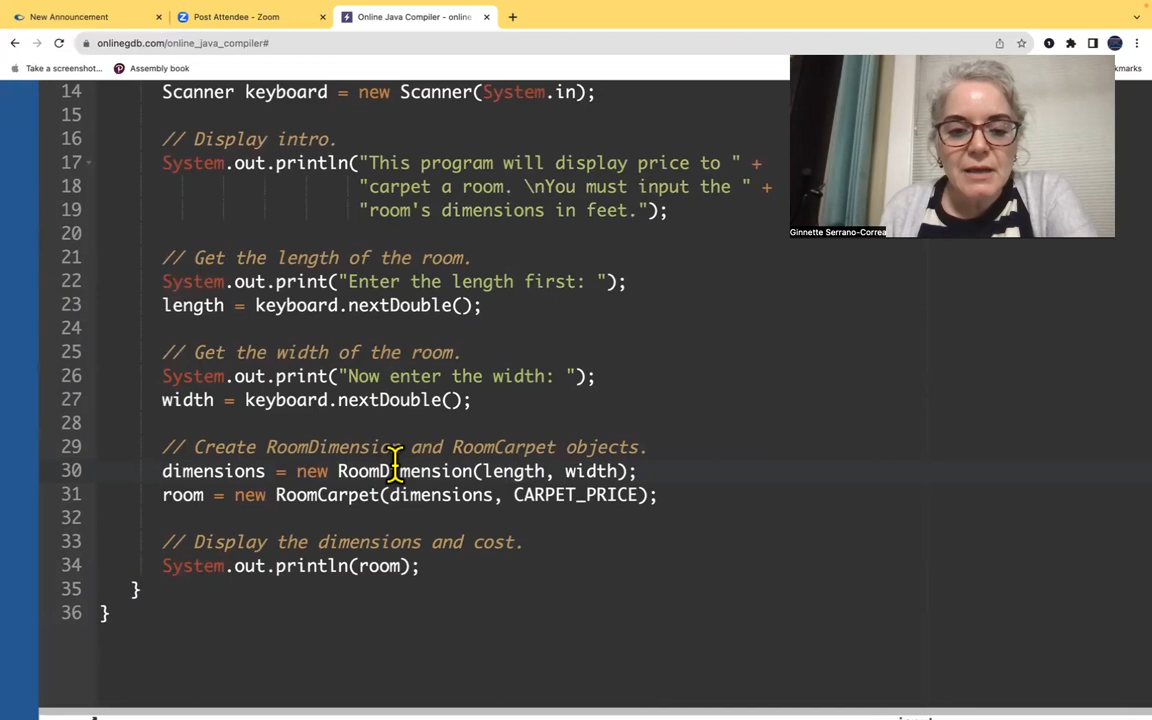 New Announcement
Post Attendee - Zoom
Online Java Compiler - online
onlinegdb.com/online_java_compiler#
Take a screenshot...
Assembly book
kmarks
14 Scanner keyboard = new Scanner(System.in);
15
16 // Display intro.
17 System.out.println("This program will display price to " +
18 "carpet a room. \nYou must input the " +
19 "room's dimensions in feet.");
20
21 // Get the length of the room.
22 System.out.print("Enter the length first: ");
23 length = keyboard.nextDouble();
24
25 // Get the width of the room.
26 System.out.print("Now enter the width: ");
27 width = keyboard.nextDouble();
28
29 // Create RoomDimension and RoomCarpet objects.
30 dimensions = new RoomDimension(length, width);
31 room = new RoomCarpet(dimensions, CARPET_PRICE);
32
33 // Display the dimensions and cost.
34 System.out.println(room);
35 }
36 }
Ginnette Serrano-Correa